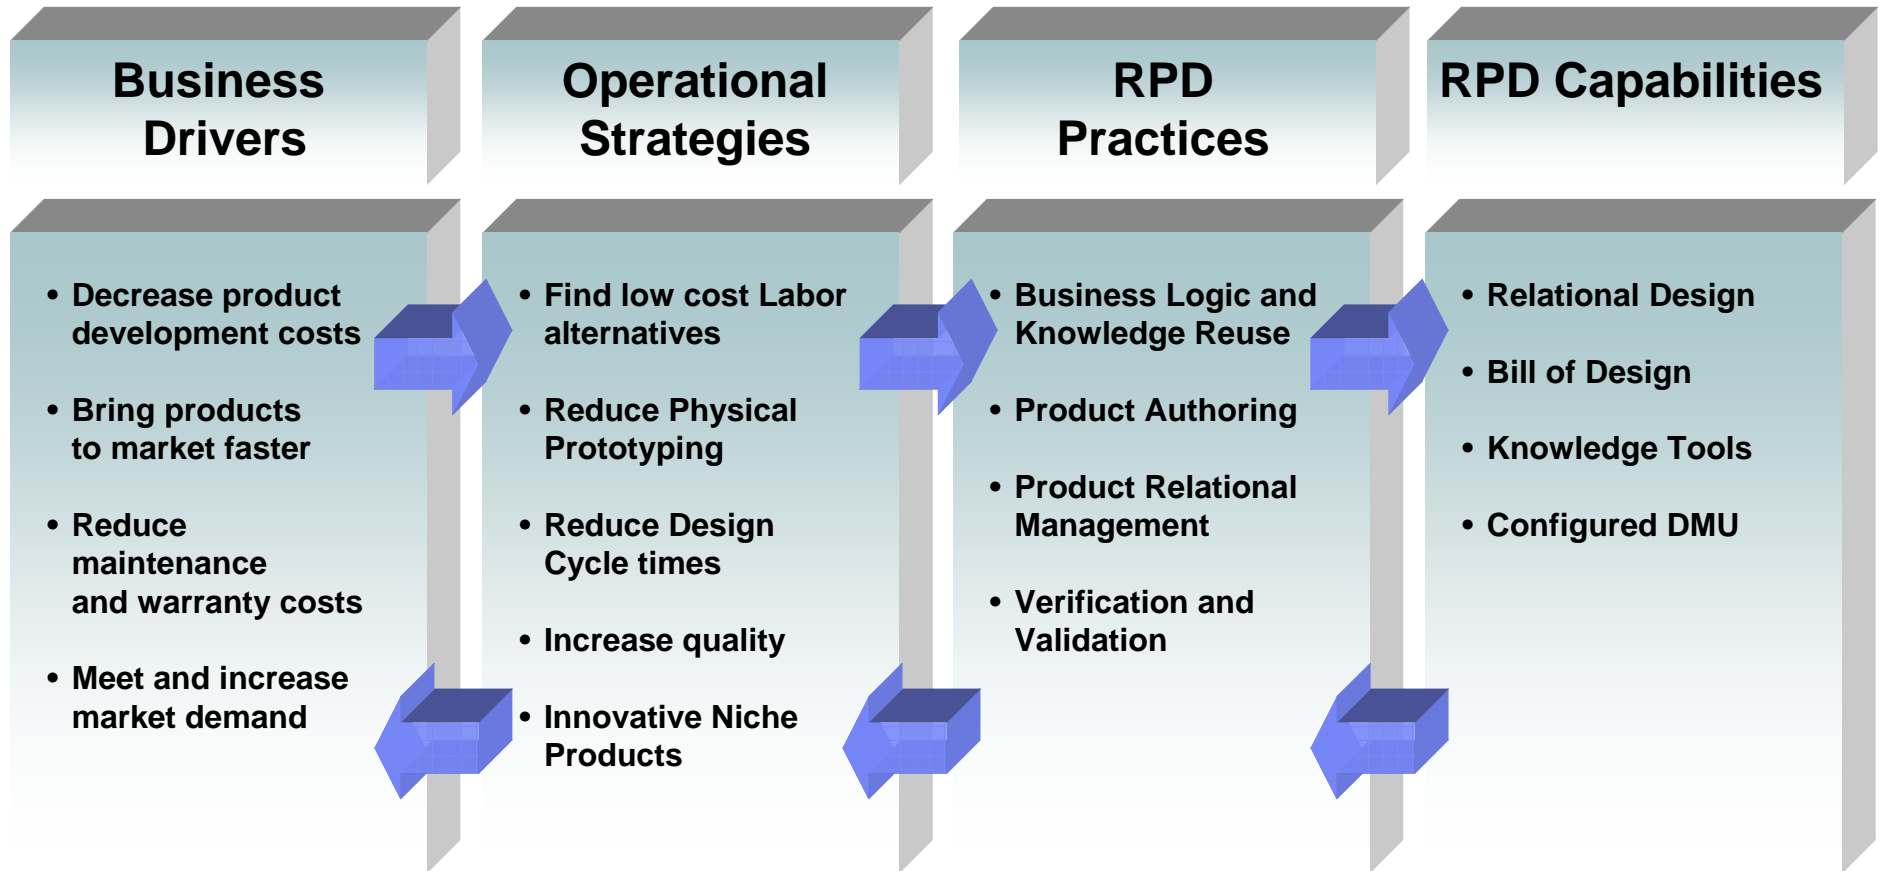 Business
Drivers
Operational
Strategies
RPD
Practices
RPD Capabilities
• Decrease product
development costs
• Bring products
to market faster
• Reduce
maintenance
and warranty costs
• Meet and increase
market demand
• Find low cost Labor
alternatives
• Reduce Physical
Prototyping
• Reduce Design
Cycle times
• Increase quality
• Innovative Niche
Products
• Business Logic and
Knowledge Reuse
• Product Authoring
• Product Relational
Management
• Verification and
Validation
• Relational Design
• Bill of Design
• Knowledge Tools
• Configured DMU